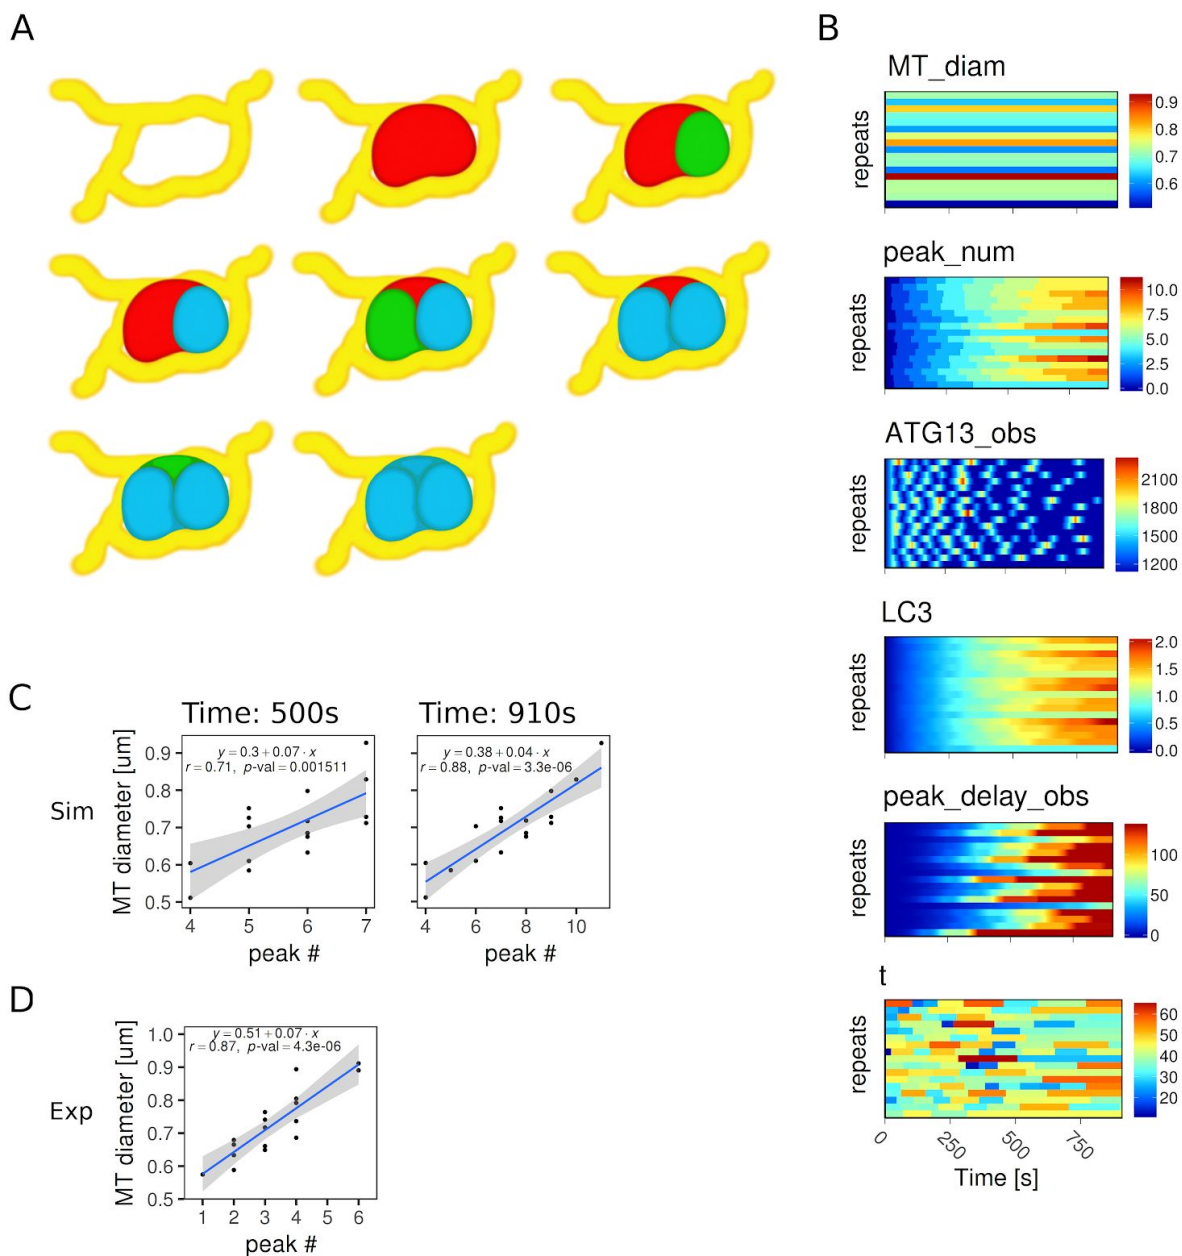 A
B
MT_diam
repeats
0.9
0.8
0.7
0.6
peak_num
repeats
10.0
7.5
5.0
2.5
0.0
ATG13_obs
repeats
2100
1800
1500
1200
LC3
repeats
2.0
1.5
1.0
0.5
0.0
peak_delay_obs
repeats
100
50
0
t
repeats
60
50
40
30
20
0
250
500
750
Time [s]
C
Sim
Time: 500s
y = 0.3 + 0.07 · x
r = 0.71, p-val = 0.001511
MT diameter [um]
0.9
0.8
0.7
0.6
0.5
4 5 6 7
peak #
Time: 910s
y = 0.38 + 0.04 · x
r = 0.88, p-val = 3.3e-06
4 6 8 10
peak #
D
Exp
y = 0.51 + 0.07 · x
r = 0.87, p-val = 4.3e-06
MT diameter [um]
1.0
0.9
0.8
0.7
0.6
0.5
1 2 3 4 5 6
peak #